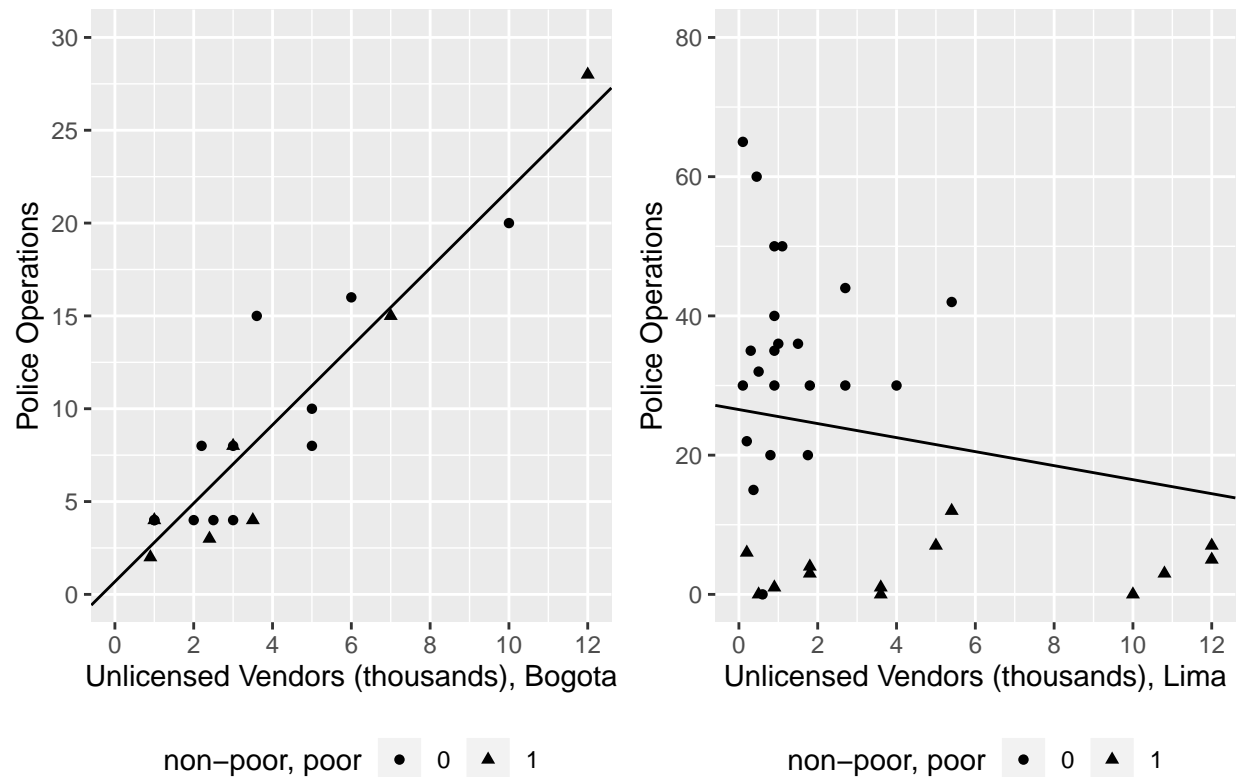 Police Operations
30
25
20
15
10
5
0
0 2 4 6 8 10 12
Unlicensed Vendors (thousands), Bogota
non−poor, poor 0 1
Police Operations
80
60
40
20
0
0 2 4 6 8 10 12
Unlicensed Vendors (thousands), Lima
non−poor, poor 0 1